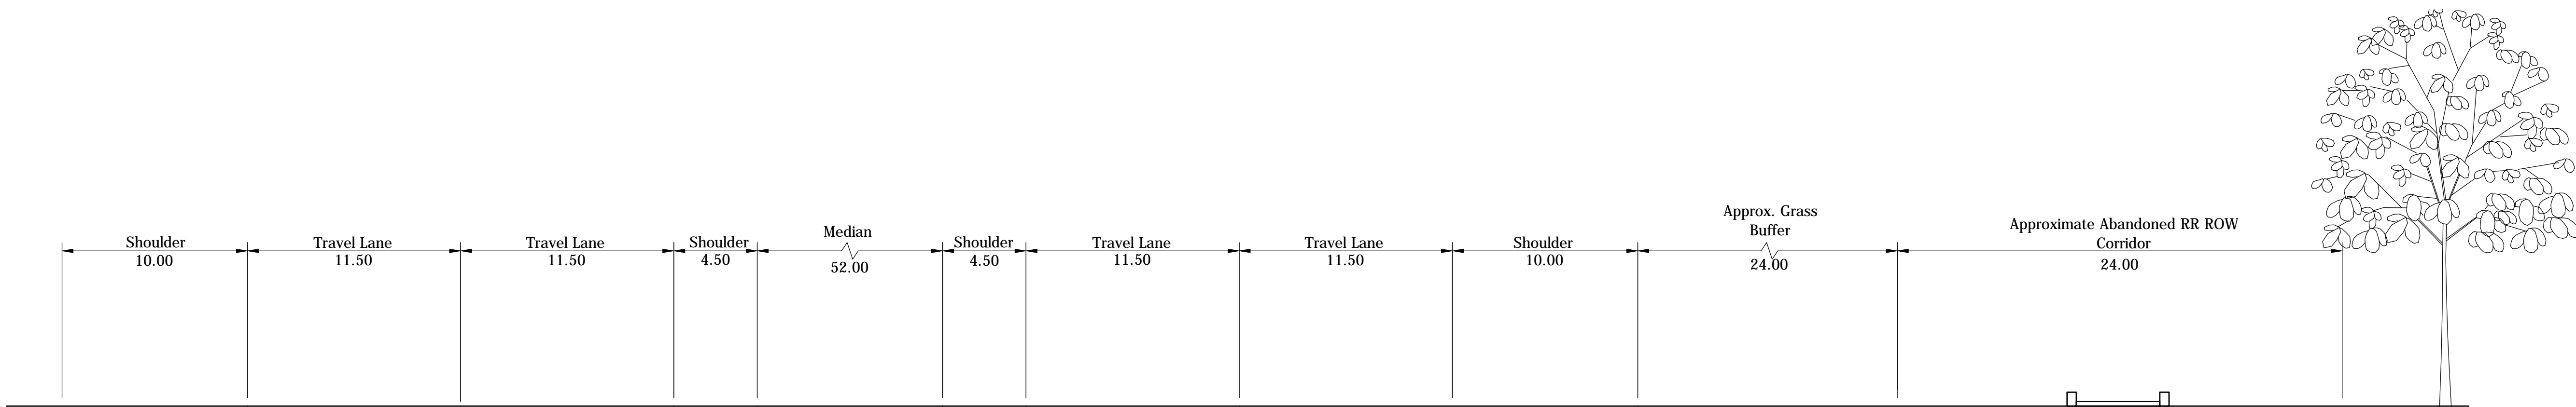 Shoulder
10.00
Travel Lane
11.50
Travel Lane
11.50
Shoulder
4.50
Median
52.00
Shoulder
4.50
Travel Lane
11.50
Travel Lane
11.50
Shoulder
10.00
Approx. Grass
Buffer
24.00
Approximate Abandoned RR ROW
Corridor
24.00